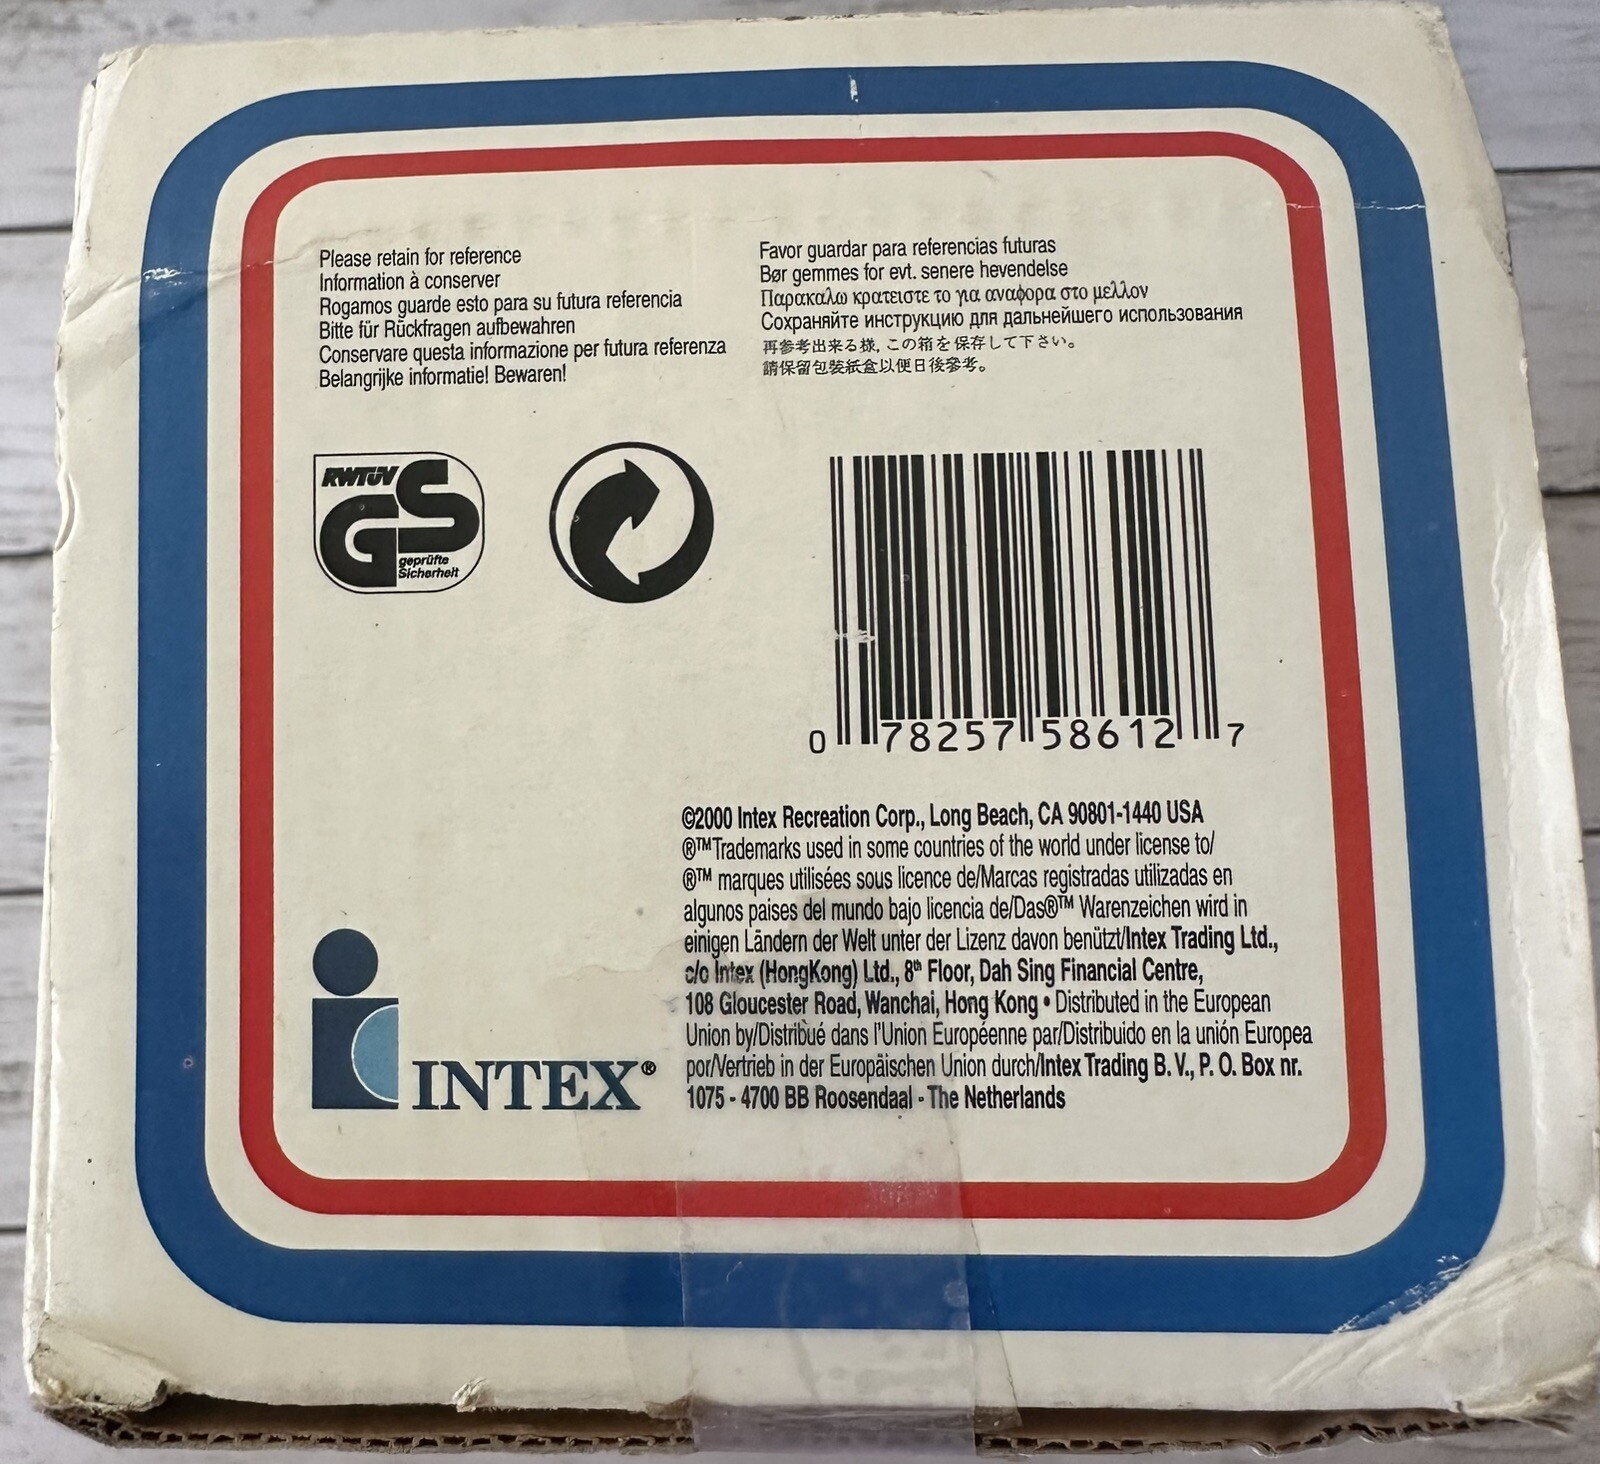 Please retain for reference
Information à conserver
Rogamos guarde esto para su futura referencia
Bitte für Rückfragen aufbewahren
Conservare questa informazione per futura referenza
Belangrijke informatie! Bewaren!
Favor guardar para referencias futuras
Bør gemmes for evt. senere hevendelse
Παρακαλω κρατειστε το για αναφορα στο μελλον
Сохраняйте инструкцию для дальнейшего использования
再参考出来る様, この箱を保存して下さい。
請保留包裝紙盒以便日後參考。
RWTÜV
GS
geprüfte
Sicherheit
0 78257 58612 7
©2000 Intex Recreation Corp., Long Beach, CA 90801-1440 USA
®™Trademarks used in some countries of the world under license to/
®™ marques utilisées sous licence de/Marcas registradas utilizadas en
algunos paises del mundo bajo licencia de/Das®™ Warenzeichen wird in
einigen Ländern der Welt unter der Lizenz davon benützt/Intex Trading Ltd.,
c/o Intex (HongKong) Ltd., 8th Floor, Dah Sing Financial Centre,
108 Gloucester Road, Wanchai, Hong Kong • Distributed in the European
Union by/Distribué dans l'Union Européenne par/Distribuido en la unión Europea
por/Vertrieb in der Europäischen Union durch/Intex Trading B. V., P. O. Box nr.
1075 - 4700 BB Roosendaal - The Netherlands
INTEX®